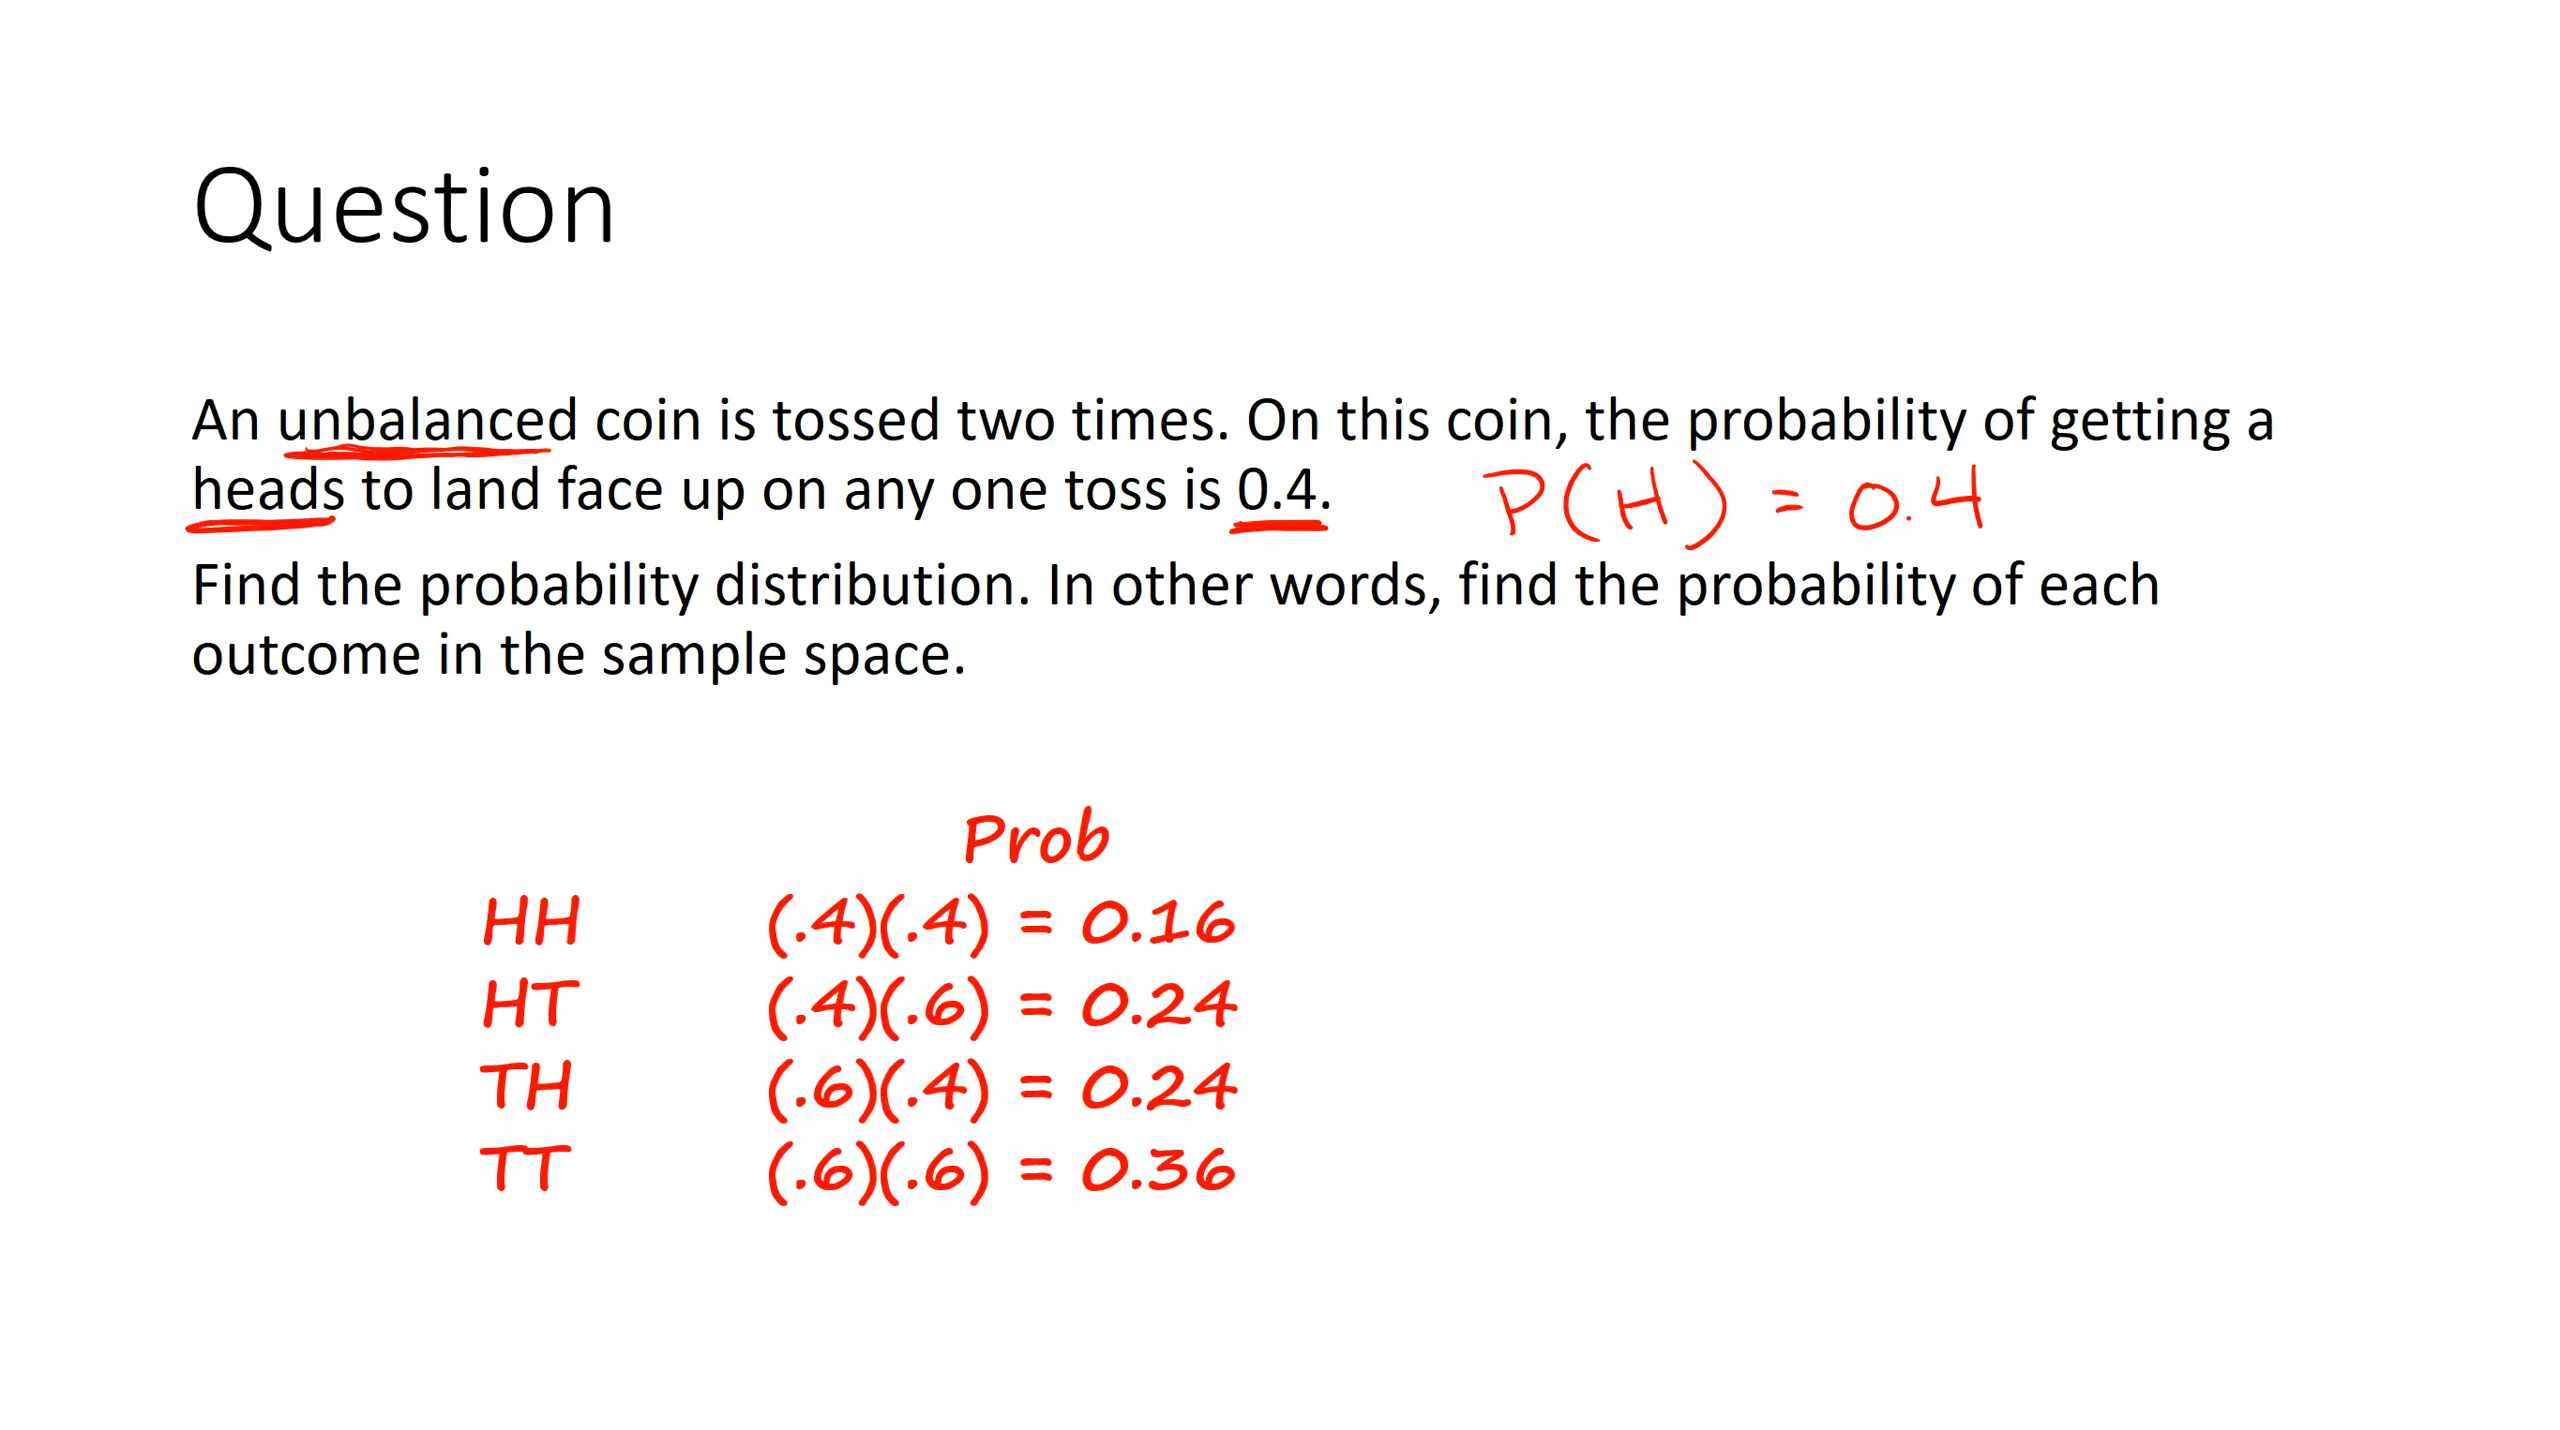 Question
An unbalanced coin is tossed two times. On this coin, the probability of getting a
heads to land face up on any one toss is 0.4. P(H) = 0.4
Find the probability distribution. In other words, find the probability of each
outcome in the sample space.
Prob
HH (.4)(.4) = 0.16
HT (.4)(.6) = 0.24
TH (.6)(.4) = 0.24
TT (.6)(.6) = 0.36